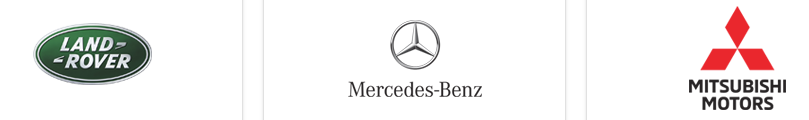 LAND
ROVER
Mercedes-Benz
MITSUBISHI
MOTORS